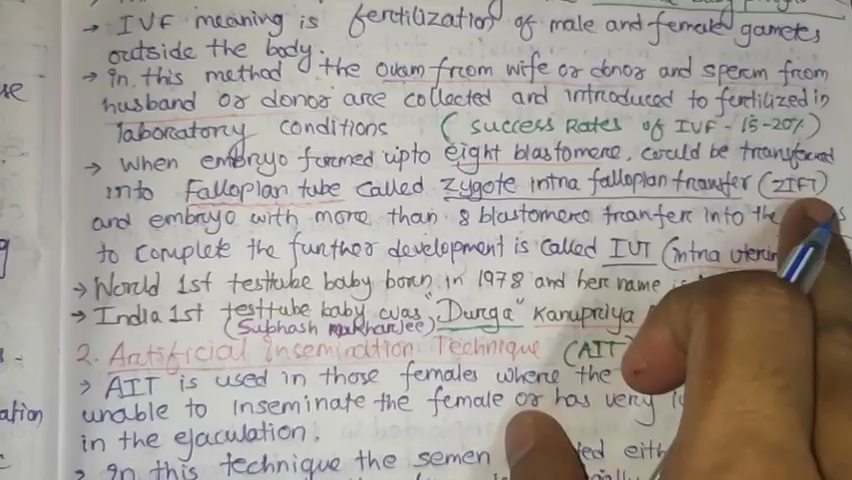 → IVF meaning is fertilization of male and female gametes
outside the body.
→ In this method the ovam from wife or donor and sperm from
husband or donor are collected and introduced to fertilized in
laboratory conditions (success Rates of IVF - 15-20%)
→ when embryo formed upto eight blastomere, could be transfered
into Fallopian tube called zygote intra fallopian transfer (ZIFT)
and embryo with more than 8 blastomere tranfer into the
to complete the further development is called IUT (intra uterin
→ World 1st testtube baby born in 1978 and her name is
→ India 1st testtube baby was "Durga" Kanupriya
(Subhash Mukharjee)
2. Artificial insemination Technique (AIT)
→ AIT is used in those females where the
unable to inseminate the female or has very
ation
in the ejaculation.
→ In this technique the semen